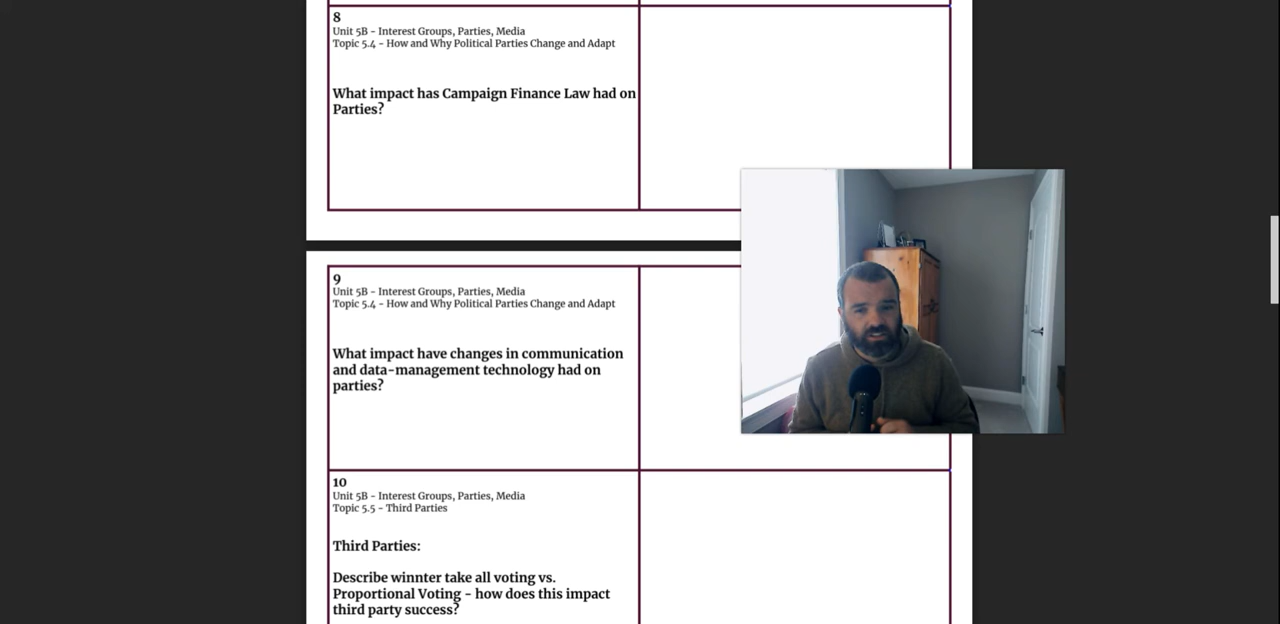 8
Unit 5B - Interest Groups, Parties, Media
Topic 5.4 - How and Why Political Parties Change and Adapt
What impact has Campaign Finance Law had on
Parties?
9
Unit 5B - Interest Groups, Parties, Media
Topic 5.4 - How and Why Political Parties Change and Adapt
What impact have changes in communication
and data-management technology had on
parties?
10
Unit 5B - Interest Groups, Parties, Media
Topic 5.5 - Third Parties
Third Parties:
Describe winnter take all voting vs.
Proportional Voting - how does this impact
third party success?